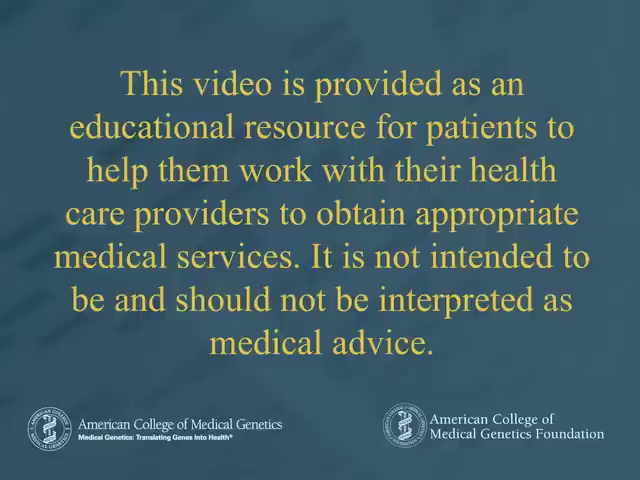 This video is provided as an
educational resource for patients to
help them work with their health
care providers to obtain appropriate
medical services. It is not intended to
be and should not be interpreted as
medical advice.
American College of Medical Genetics
Medical Genetics: Translating Genes Into Health®
American College of
Medical Genetics Foundation